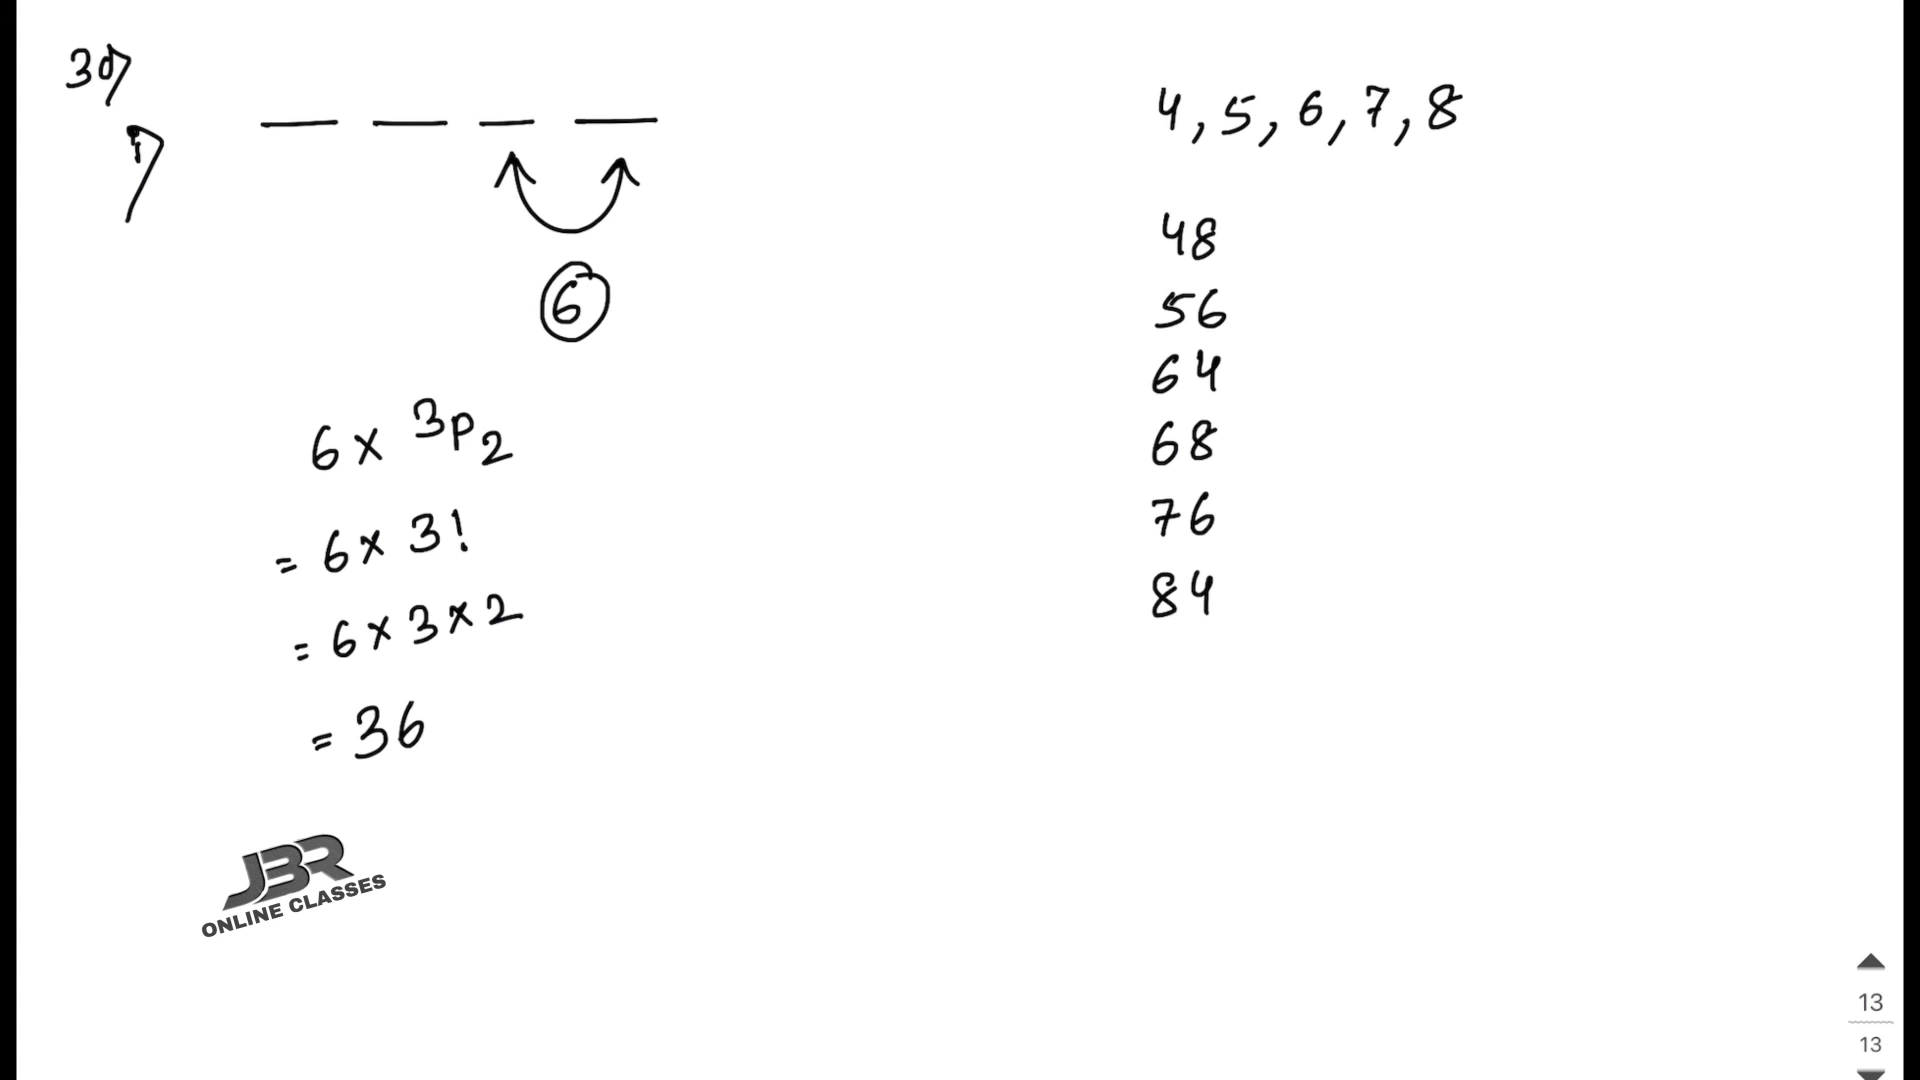 30)
i)
6
6 x ³P₂
= 6 x 3!
= 6 x 3 x 2
= 36
4, 5, 6, 7, 8
48
56
64
68
76
84
JBR
ONLINE CLASSES
13
13